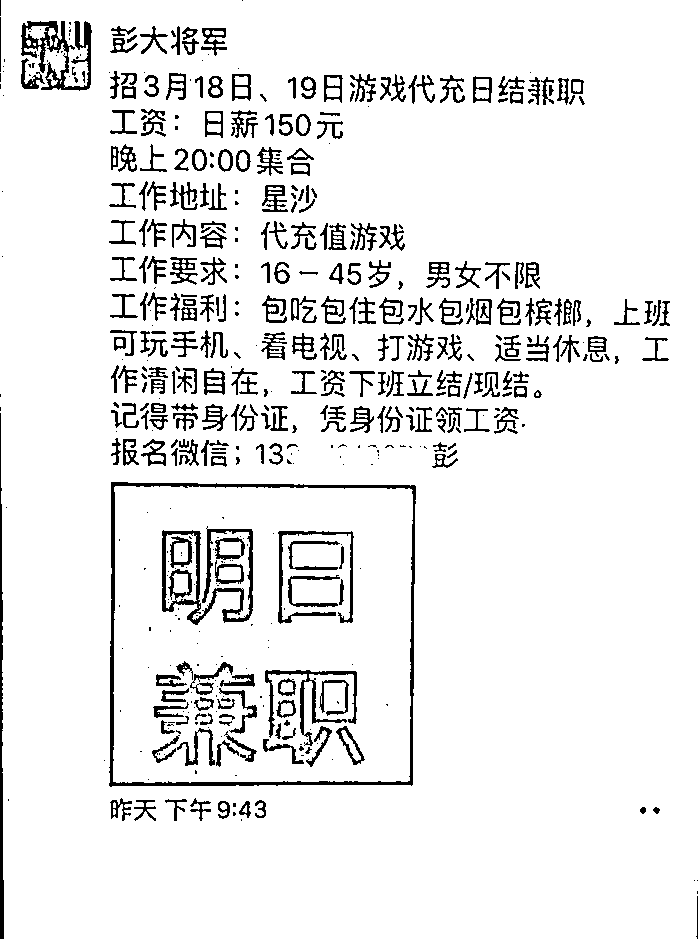 彭大将军
招3月18日、19日游戏代充日结兼职
工资：日薪150元
晚上20:00集合
工作地址：星沙
工作内容：代充值游戏
工作要求：16－45岁，男女不限
工作福利：包吃包住包水包烟包槟榔，上班
可玩手机、看电视、打游戏、适当休息，工
作清闲自在，工资下班立结/现结。
记得带身份证，凭身份证领工资.
报名微信；13 彭
明日
兼职
昨天 下午9:43